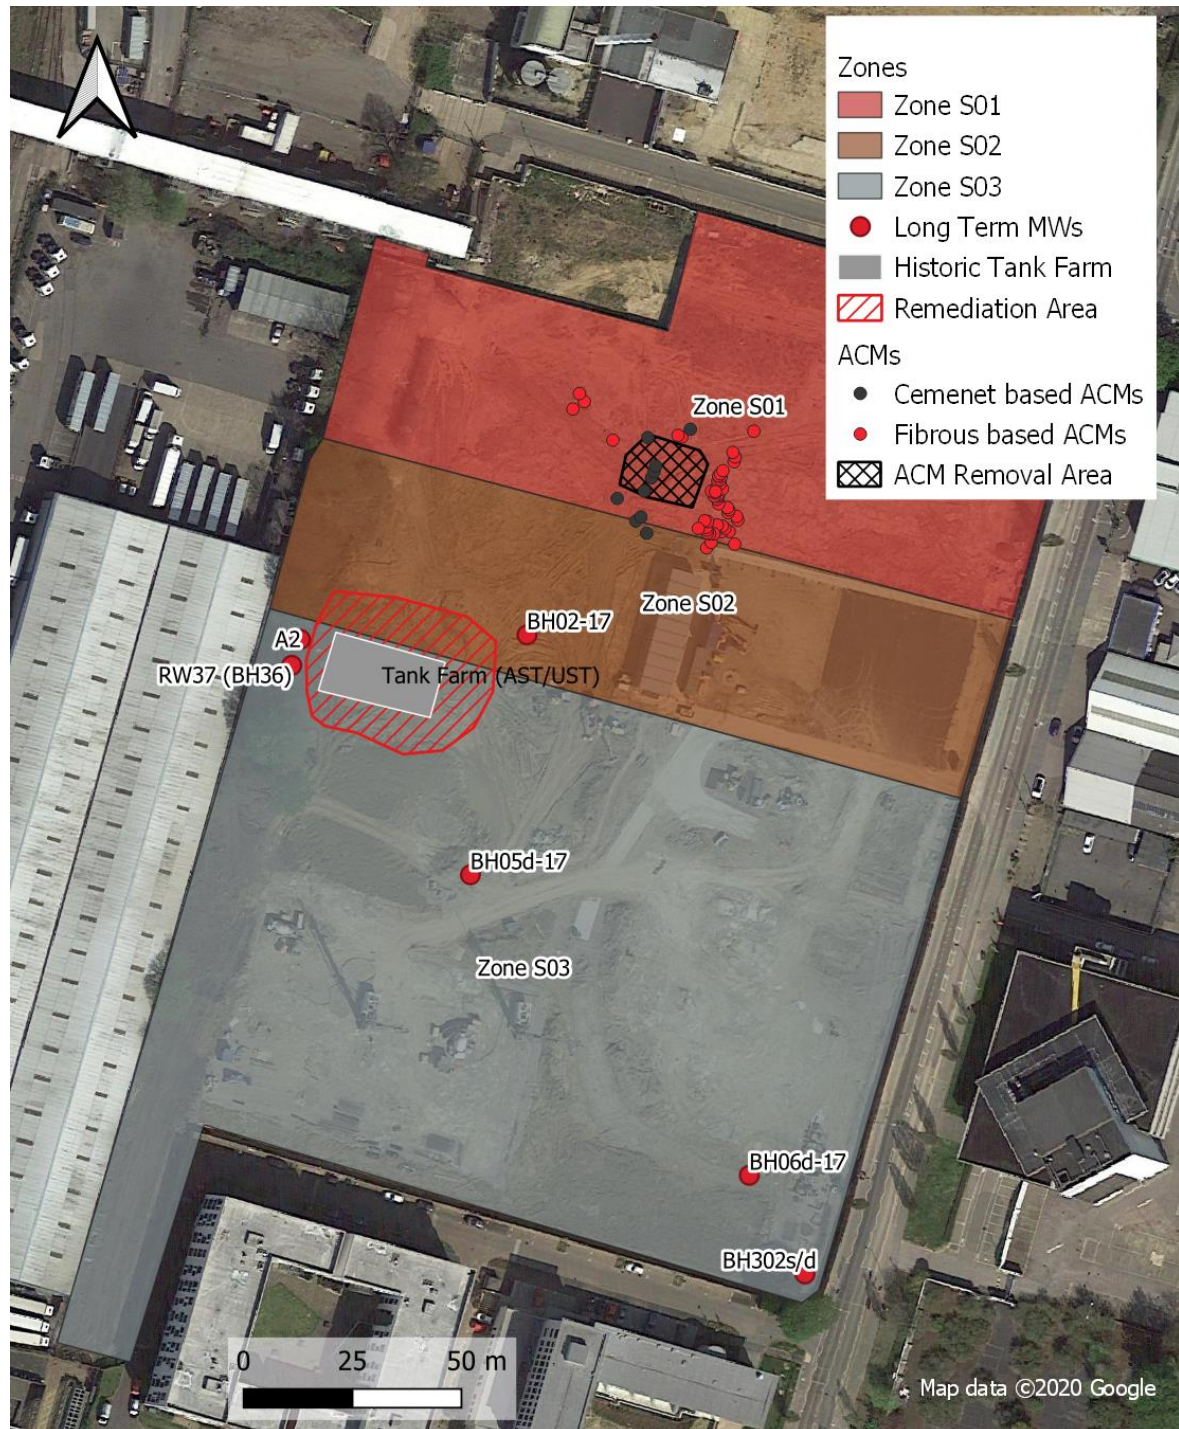 Zones
Zone S01
Zone S02
Zone S03
Long Term MWs
Historic Tank Farm
Remediation Area
ACMs
Cemenet based ACMs
Fibrous based ACMs
ACM Removal Area
Zone S01
Zone S02
BH02-17
A2
RW37 (BH36)
Tank Farm (AST/UST)
BH05d-17
Zone S03
BH06d-17
BH302s/d
0 25 50 m
Map data ©2020 Google